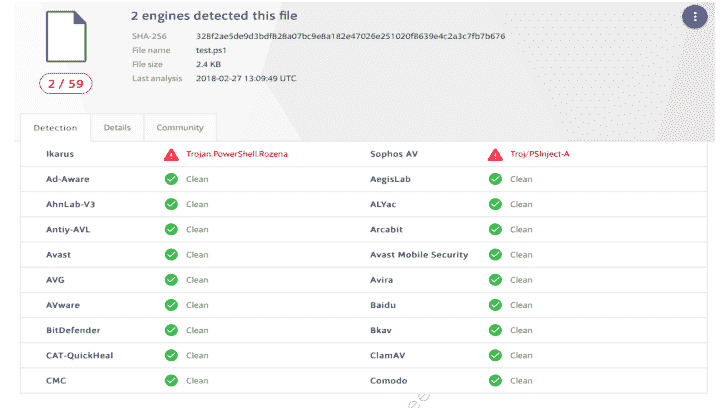 2 engines detected this file
SHA-256 328f2ae5de9d3bdf828a07bc9e8a182e47026e251020f8639e4c2a3c7fb7b676
File name test.ps1
File size 2.4 KB
Last analysis 2018-02-27 13:09:49 UTC
2 / 59
Detection Details Community
Ikarus Trojan.PowerShell.Rozena Sophos AV Troj/PSInject-A
Ad-Aware Clean AegisLab Clean
AhnLab-V3 Clean ALYac Clean
Antiy-AVL Clean Arcabit Clean
Avast Clean Avast Mobile Security Clean
AVG Clean Avira Clean
AVware Clean Baidu Clean
BitDefender Clean Bkav Clean
CAT-QuickHeal Clean ClamAV Clean
CMC Clean Comodo Clean